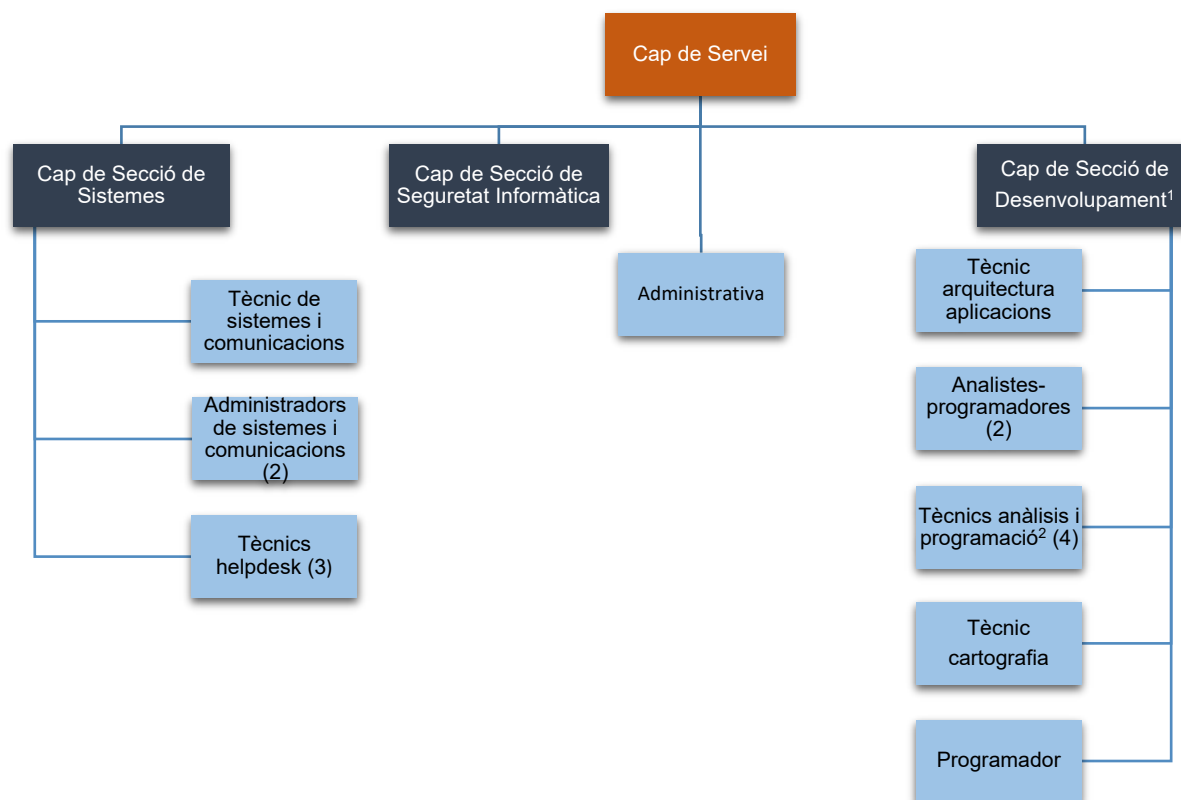 Cap de Servei
Cap de Secció de
Sistemes
Cap de Secció de
Seguretat Informàtica
Cap de Secció de
Desenvolupament¹
Administrativa
Tècnic de
sistemes i
comunicacions
Administradors
de sistemes i
comunicacions
(2)
Tècnics
helpdesk (3)
Tècnic
arquitectura
aplicacions
Analistes-
programadores
(2)
Tècnics anàlisis i
programació² (4)
Tècnic
cartografia
Programador